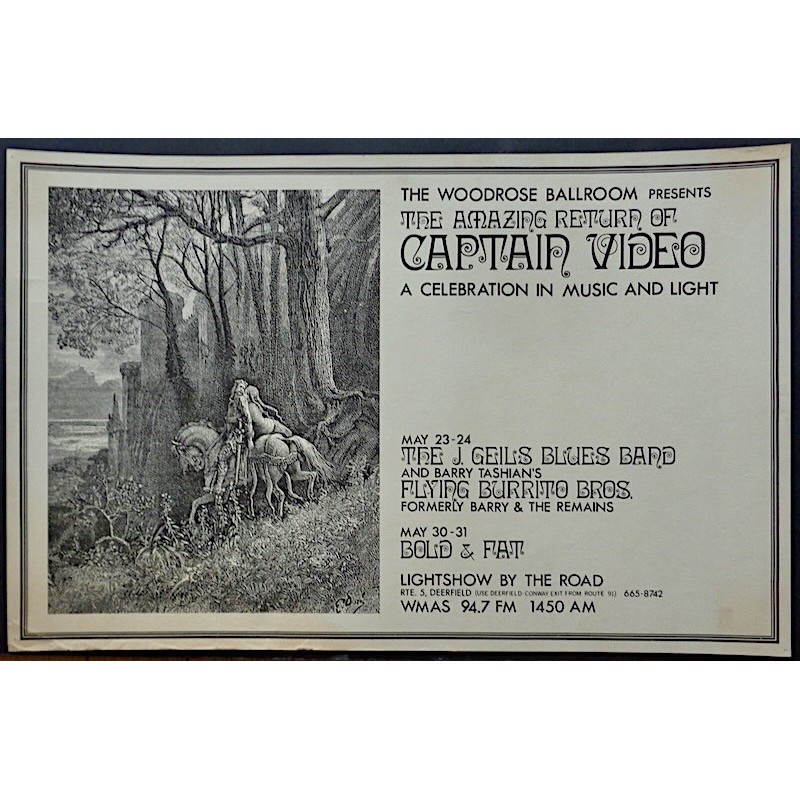 THE WOODROSE BALLROOM PRESENTS
THE AMAZING RETURN OF
CAPTAIN VIDEO
A CELEBRATION IN MUSIC AND LIGHT
MAY 23-24
THE J. GEILS BLUES BAND
AND BARRY TASHIAN'S
FLYING BURRITO BROS.
FORMERLY BARRY & THE REMAINS
MAY 30-31
BOLD & FAT
LIGHTSHOW BY THE ROAD
RTE. 5, DEERFIELD (USE DEERFIELD-CONWAY EXIT FROM ROUTE 91) 665-8742
WMAS 94.7 FM 1450 AM